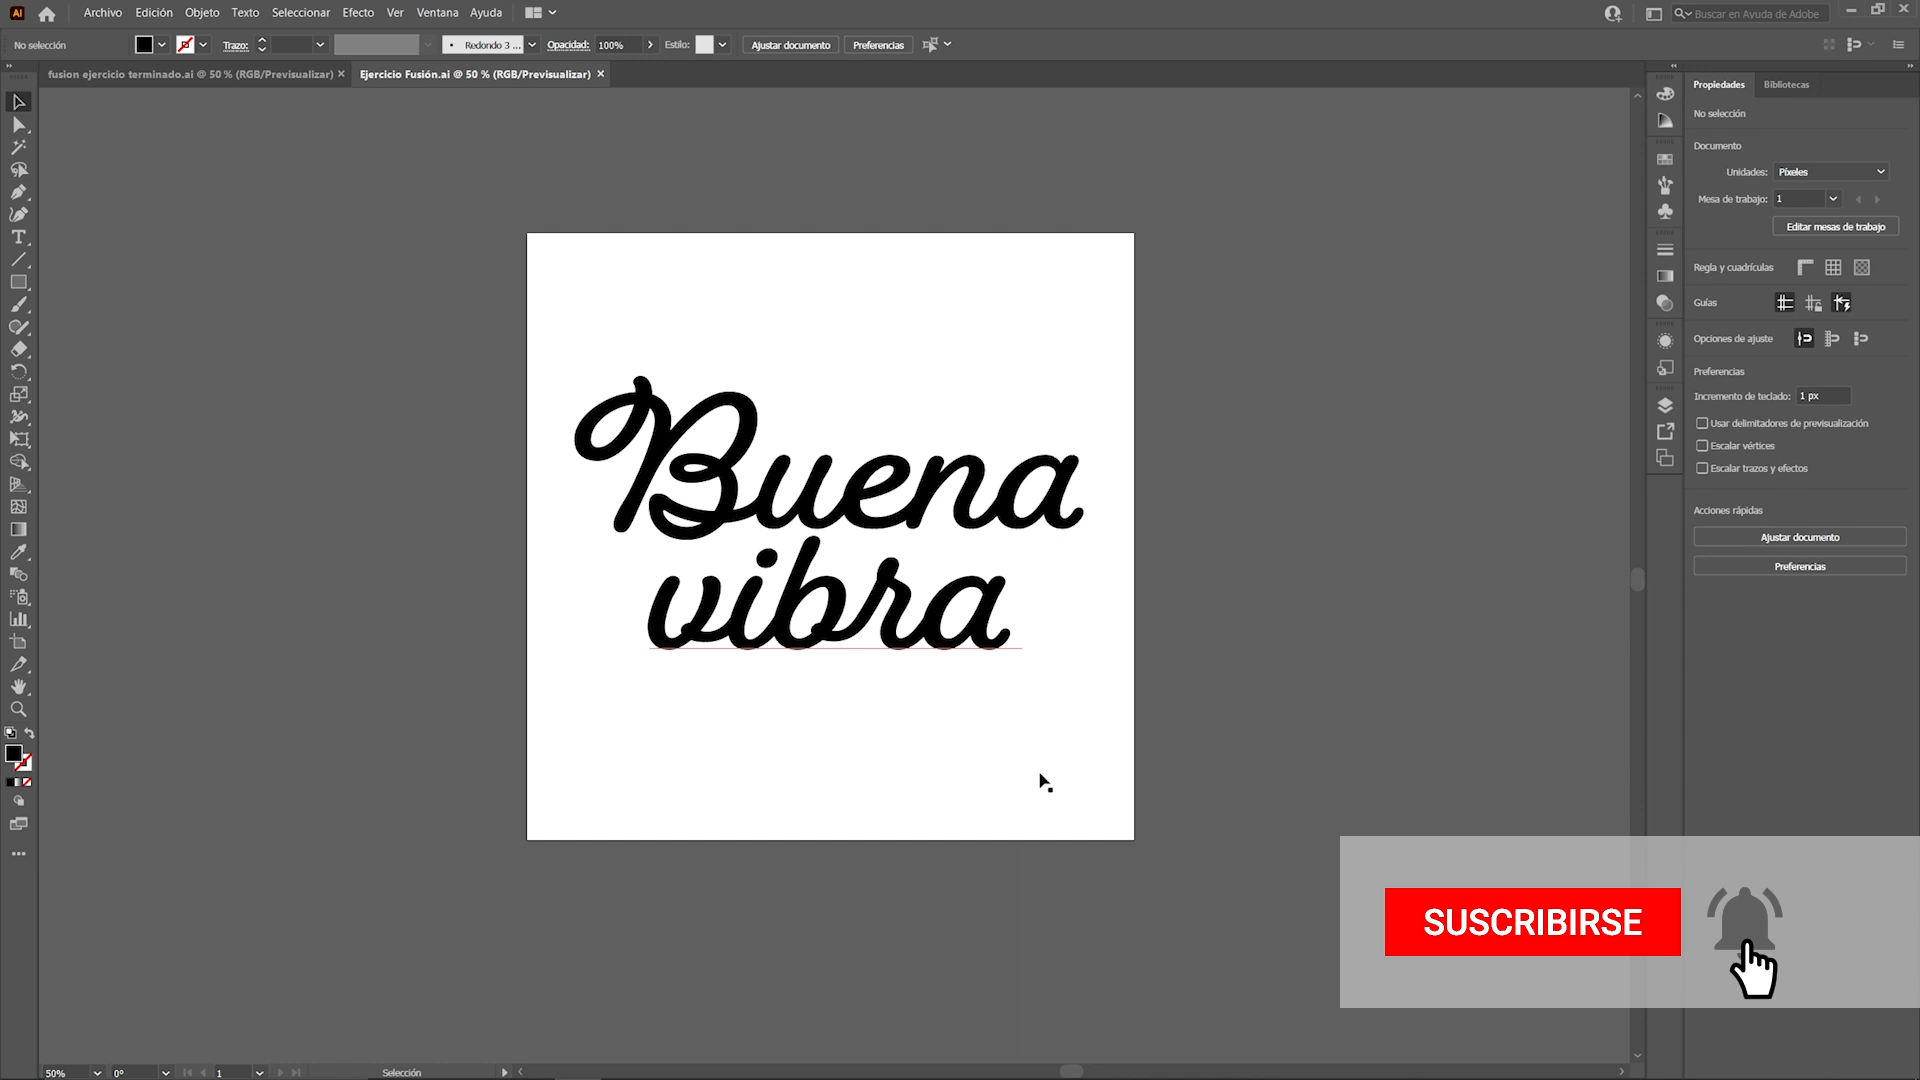 Ai Archivo Edición Objeto Texto Seleccionar Efecto Ver Ventana Ayuda Buscar en Ayuda de Adobe
No selección Trazo: Redondo 3 ... Opacidad: 100% Estilo: Ajustar documento Preferencias
fusion ejercicio terminado.ai @ 50 % (RGB/Previsualizar) × Ejercicio Fusión.ai @ 50 % (RGB/Previsualizar) ×
Propiedades Bibliotecas
No selección
Documento
Unidades: Píxeles
Mesa de trabajo: 1
Editar mesas de trabajo
Regla y cuadrículas
Guías
Opciones de ajuste
Preferencias
Incremento de teclado: 1 px
Usar delimitadores de previsualización
Escalar vértices
Escalar trazos y efectos
Acciones rápidas
Ajustar documento
Preferencias
Buena
vibra
SUSCRIBIRSE
50% 0° 1 Selección